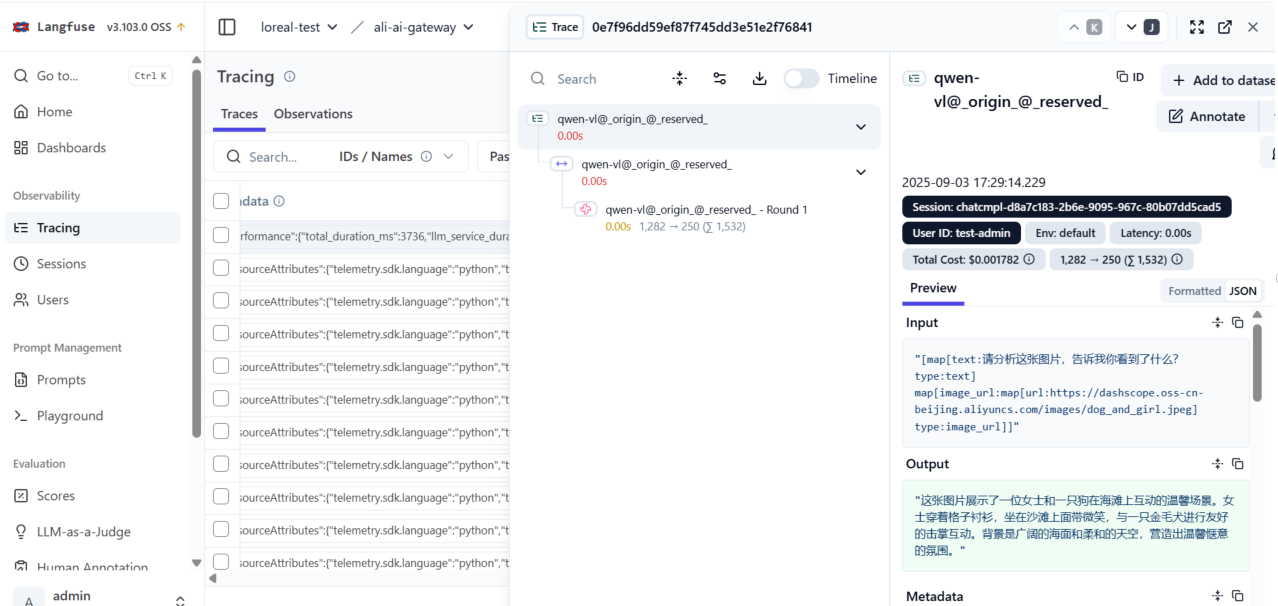 Langfuse v3.103.0 OSS
Go to... Ctrl K
Home
Dashboards
Observability
Tracing
Sessions
Users
Prompt Management
Prompts
Playground
Evaluation
Scores
LLM-as-a-Judge
Human Annotation
A admin
loreal-test / ali-ai-gateway
Tracing
Traces Observations
Search... IDs / Names Pas
adata
rformance":{"total_duration_ms":3736,"llm_service_dura
sourceAttributes":{"telemetry.sdk.language":"python","t
sourceAttributes":{"telemetry.sdk.language":"python","t
sourceAttributes":{"telemetry.sdk.language":"python","t
sourceAttributes":{"telemetry.sdk.language":"python","t
sourceAttributes":{"telemetry.sdk.language":"python","t
sourceAttributes":{"telemetry.sdk.language":"python","t
sourceAttributes":{"telemetry.sdk.language":"python","t
sourceAttributes":{"telemetry.sdk.language":"python","t
sourceAttributes":{"telemetry.sdk.language":"python","t
sourceAttributes":{"telemetry.sdk.language":"python","t
Trace 0e7f96dd59ef87f745dd3e51e2f76841
K J
Search Timeline
qwen-vl@_origin_@_reserved_
0.00s
qwen-vl@_origin_@_reserved_
0.00s
qwen-vl@_origin_@_reserved_ - Round 1
0.00s 1,282 → 250 (∑ 1,532)
qwen-
vl@_origin_@_reserved_
ID
+ Add to datase
Annotate
2025-09-03 17:29:14.229
Session: chatcmpl-d8a7c183-2b6e-9095-967c-80b07dd5cad5
User ID: test-admin Env: default Latency: 0.00s
Total Cost: $0.001782 1,282 → 250 (∑ 1,532)
Preview Formatted JSON
Input
"[map[text:请分析这张图片，告诉我你看到了什么?
type:text]
map[image_url:map[url:https://dashscope.oss-cn-
beijing.aliyuncs.com/images/dog_and_girl.jpeg]
type:image_url]]"
Output
"这张图片展示了一位女士和一只狗在海滩上互动的温馨场景。女
士穿着格子衬衫，坐在沙滩上面带微笑，与一只金毛犬进行友好
的击掌互动。背景是广阔的海面和柔和的天空，营造出温馨惬意
的氛围。"
Metadata